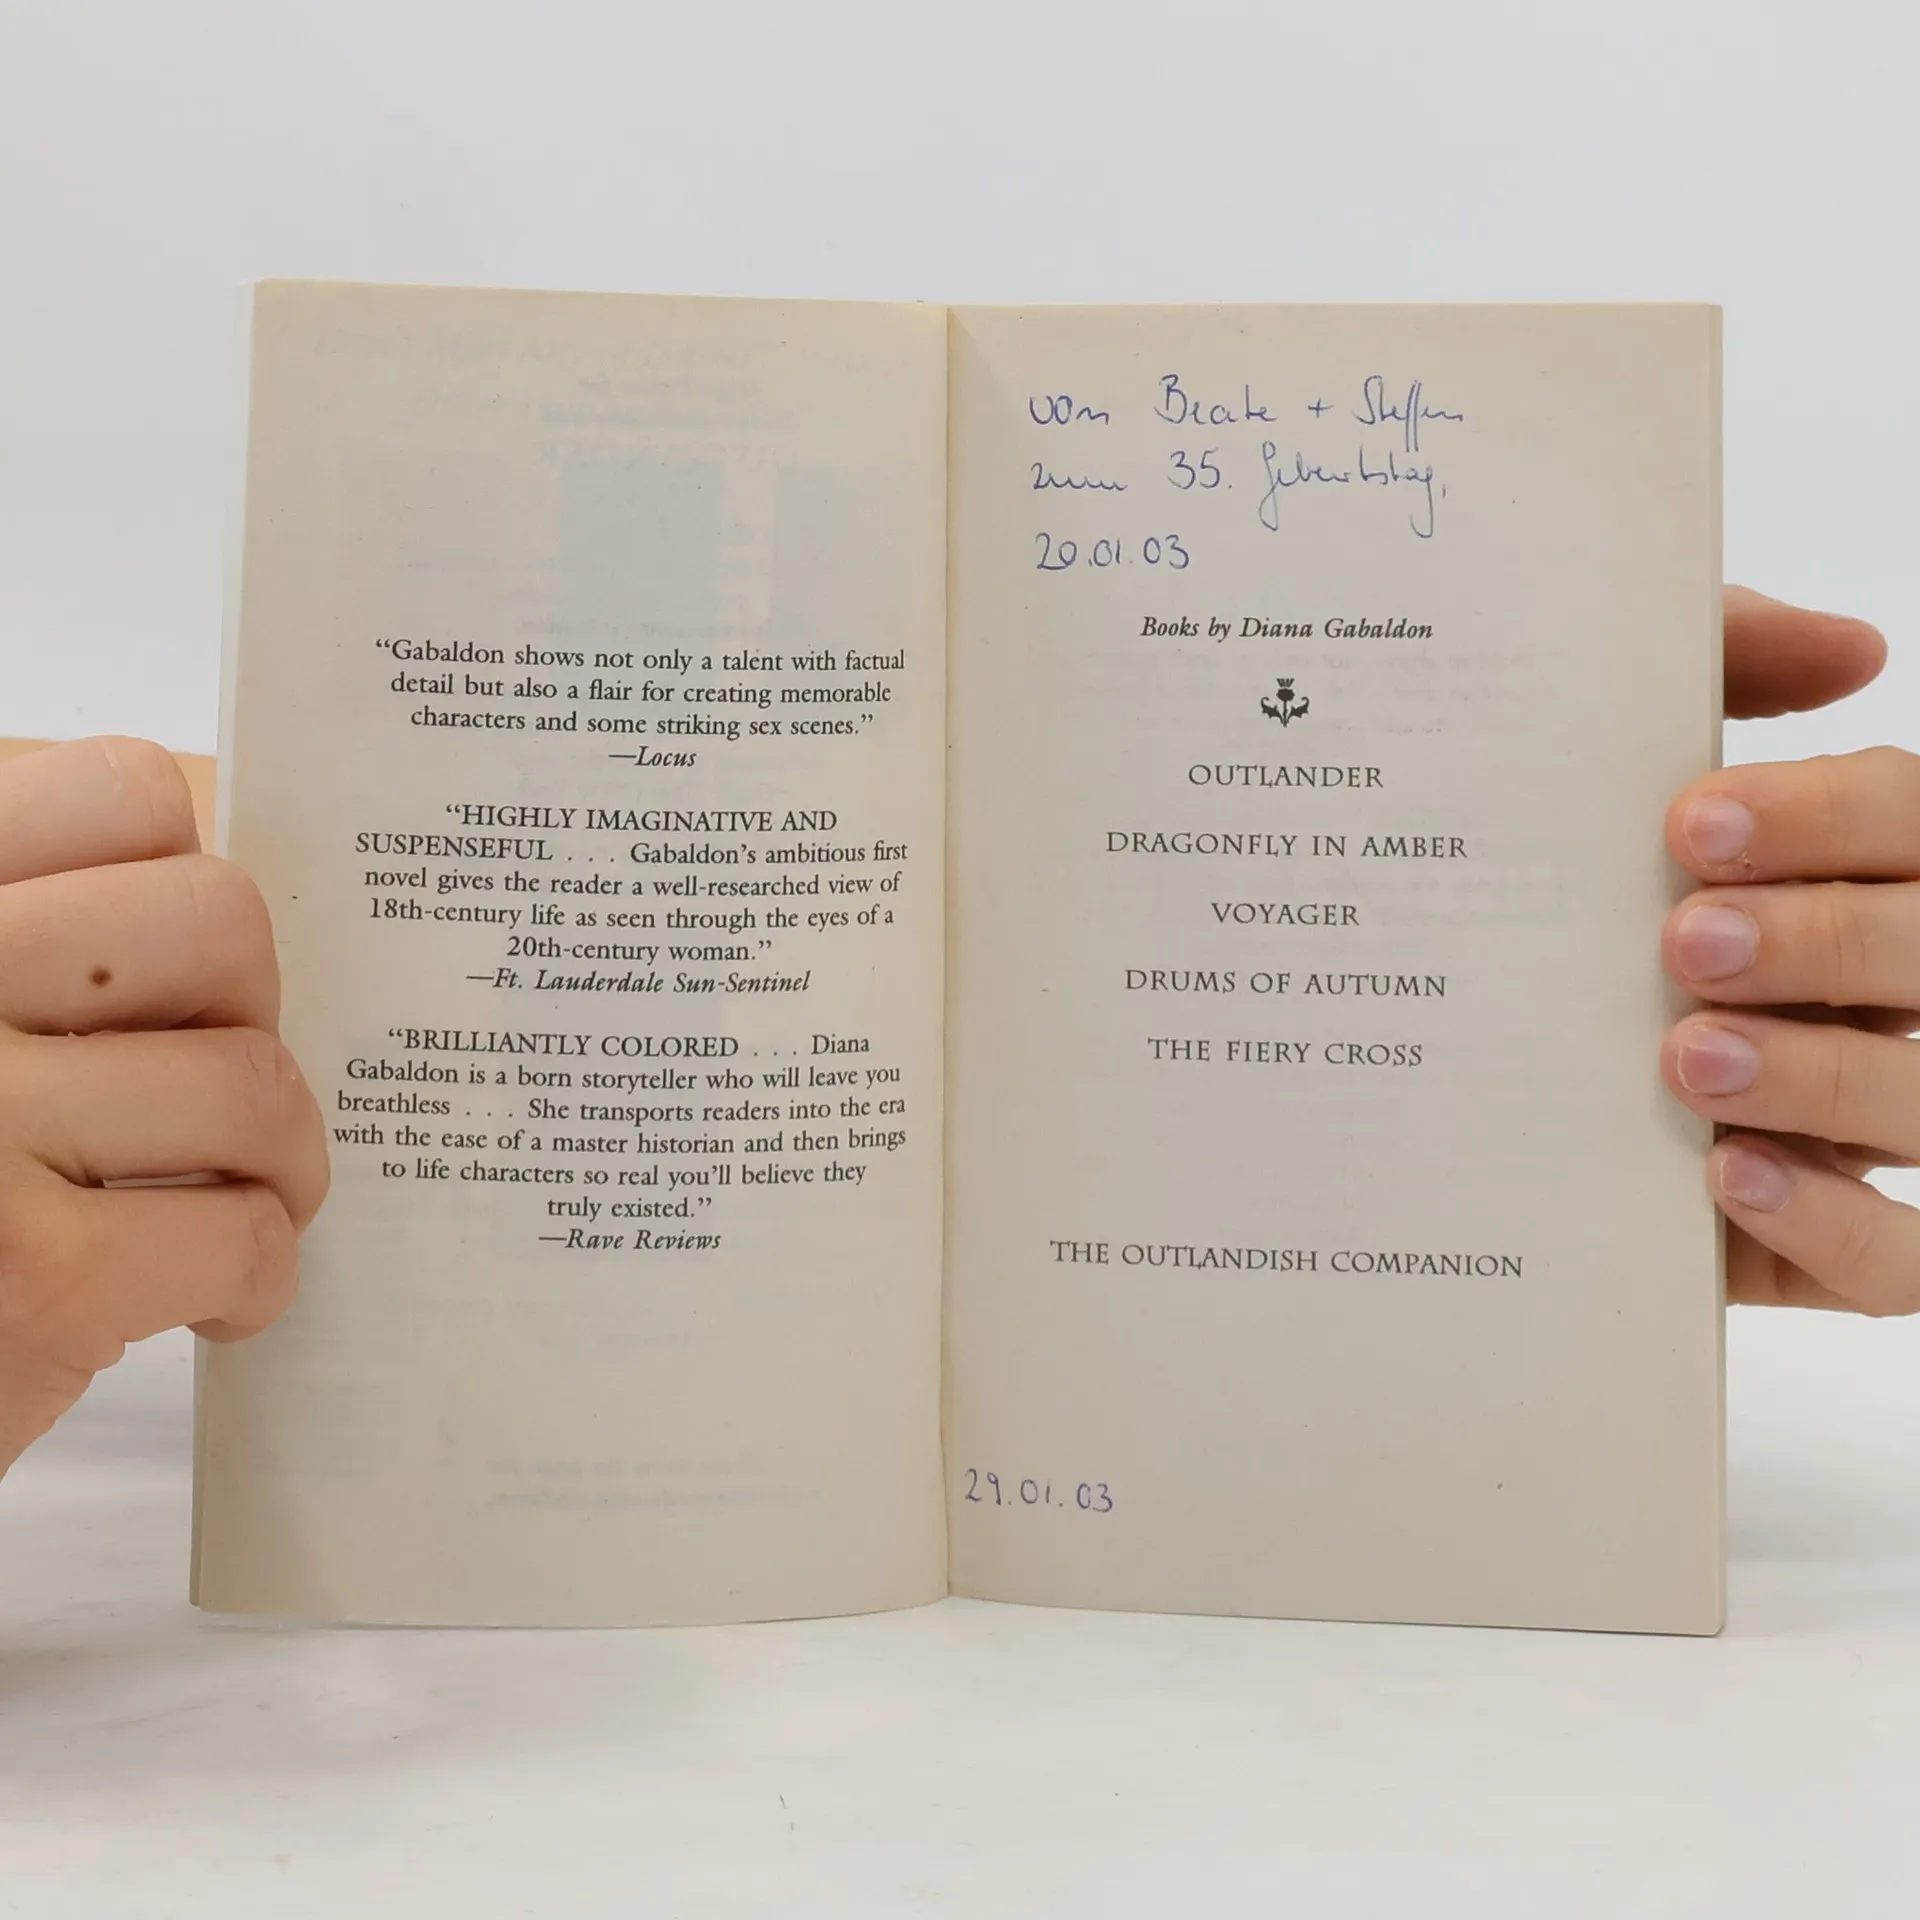 “Gabaldon shows not only a talent with factual
detail but also a flair for creating memorable
characters and some striking sex scenes.”
—Locus
“HIGHLY IMAGINATIVE AND
SUSPENSEFUL . . . Gabaldon’s ambitious first
novel gives the reader a well-researched view of
18th-century life as seen through the eyes of a
20th-century woman.”
—Ft. Lauderdale Sun-Sentinel
“BRILLIANTLY COLORED . . . Diana
Gabaldon is a born storyteller who will leave you
breathless . . . She transports readers into the era
with the ease of a master historian and then brings
to life characters so real you’ll believe they
truly existed.”
—Rave Reviews
von Beate + Steffen
zum 35. Geburtstag,
20.01.03
Books by Diana Gabaldon
OUTLANDER
DRAGONFLY IN AMBER
VOYAGER
DRUMS OF AUTUMN
THE FIERY CROSS
THE OUTLANDISH COMPANION
29.01.03